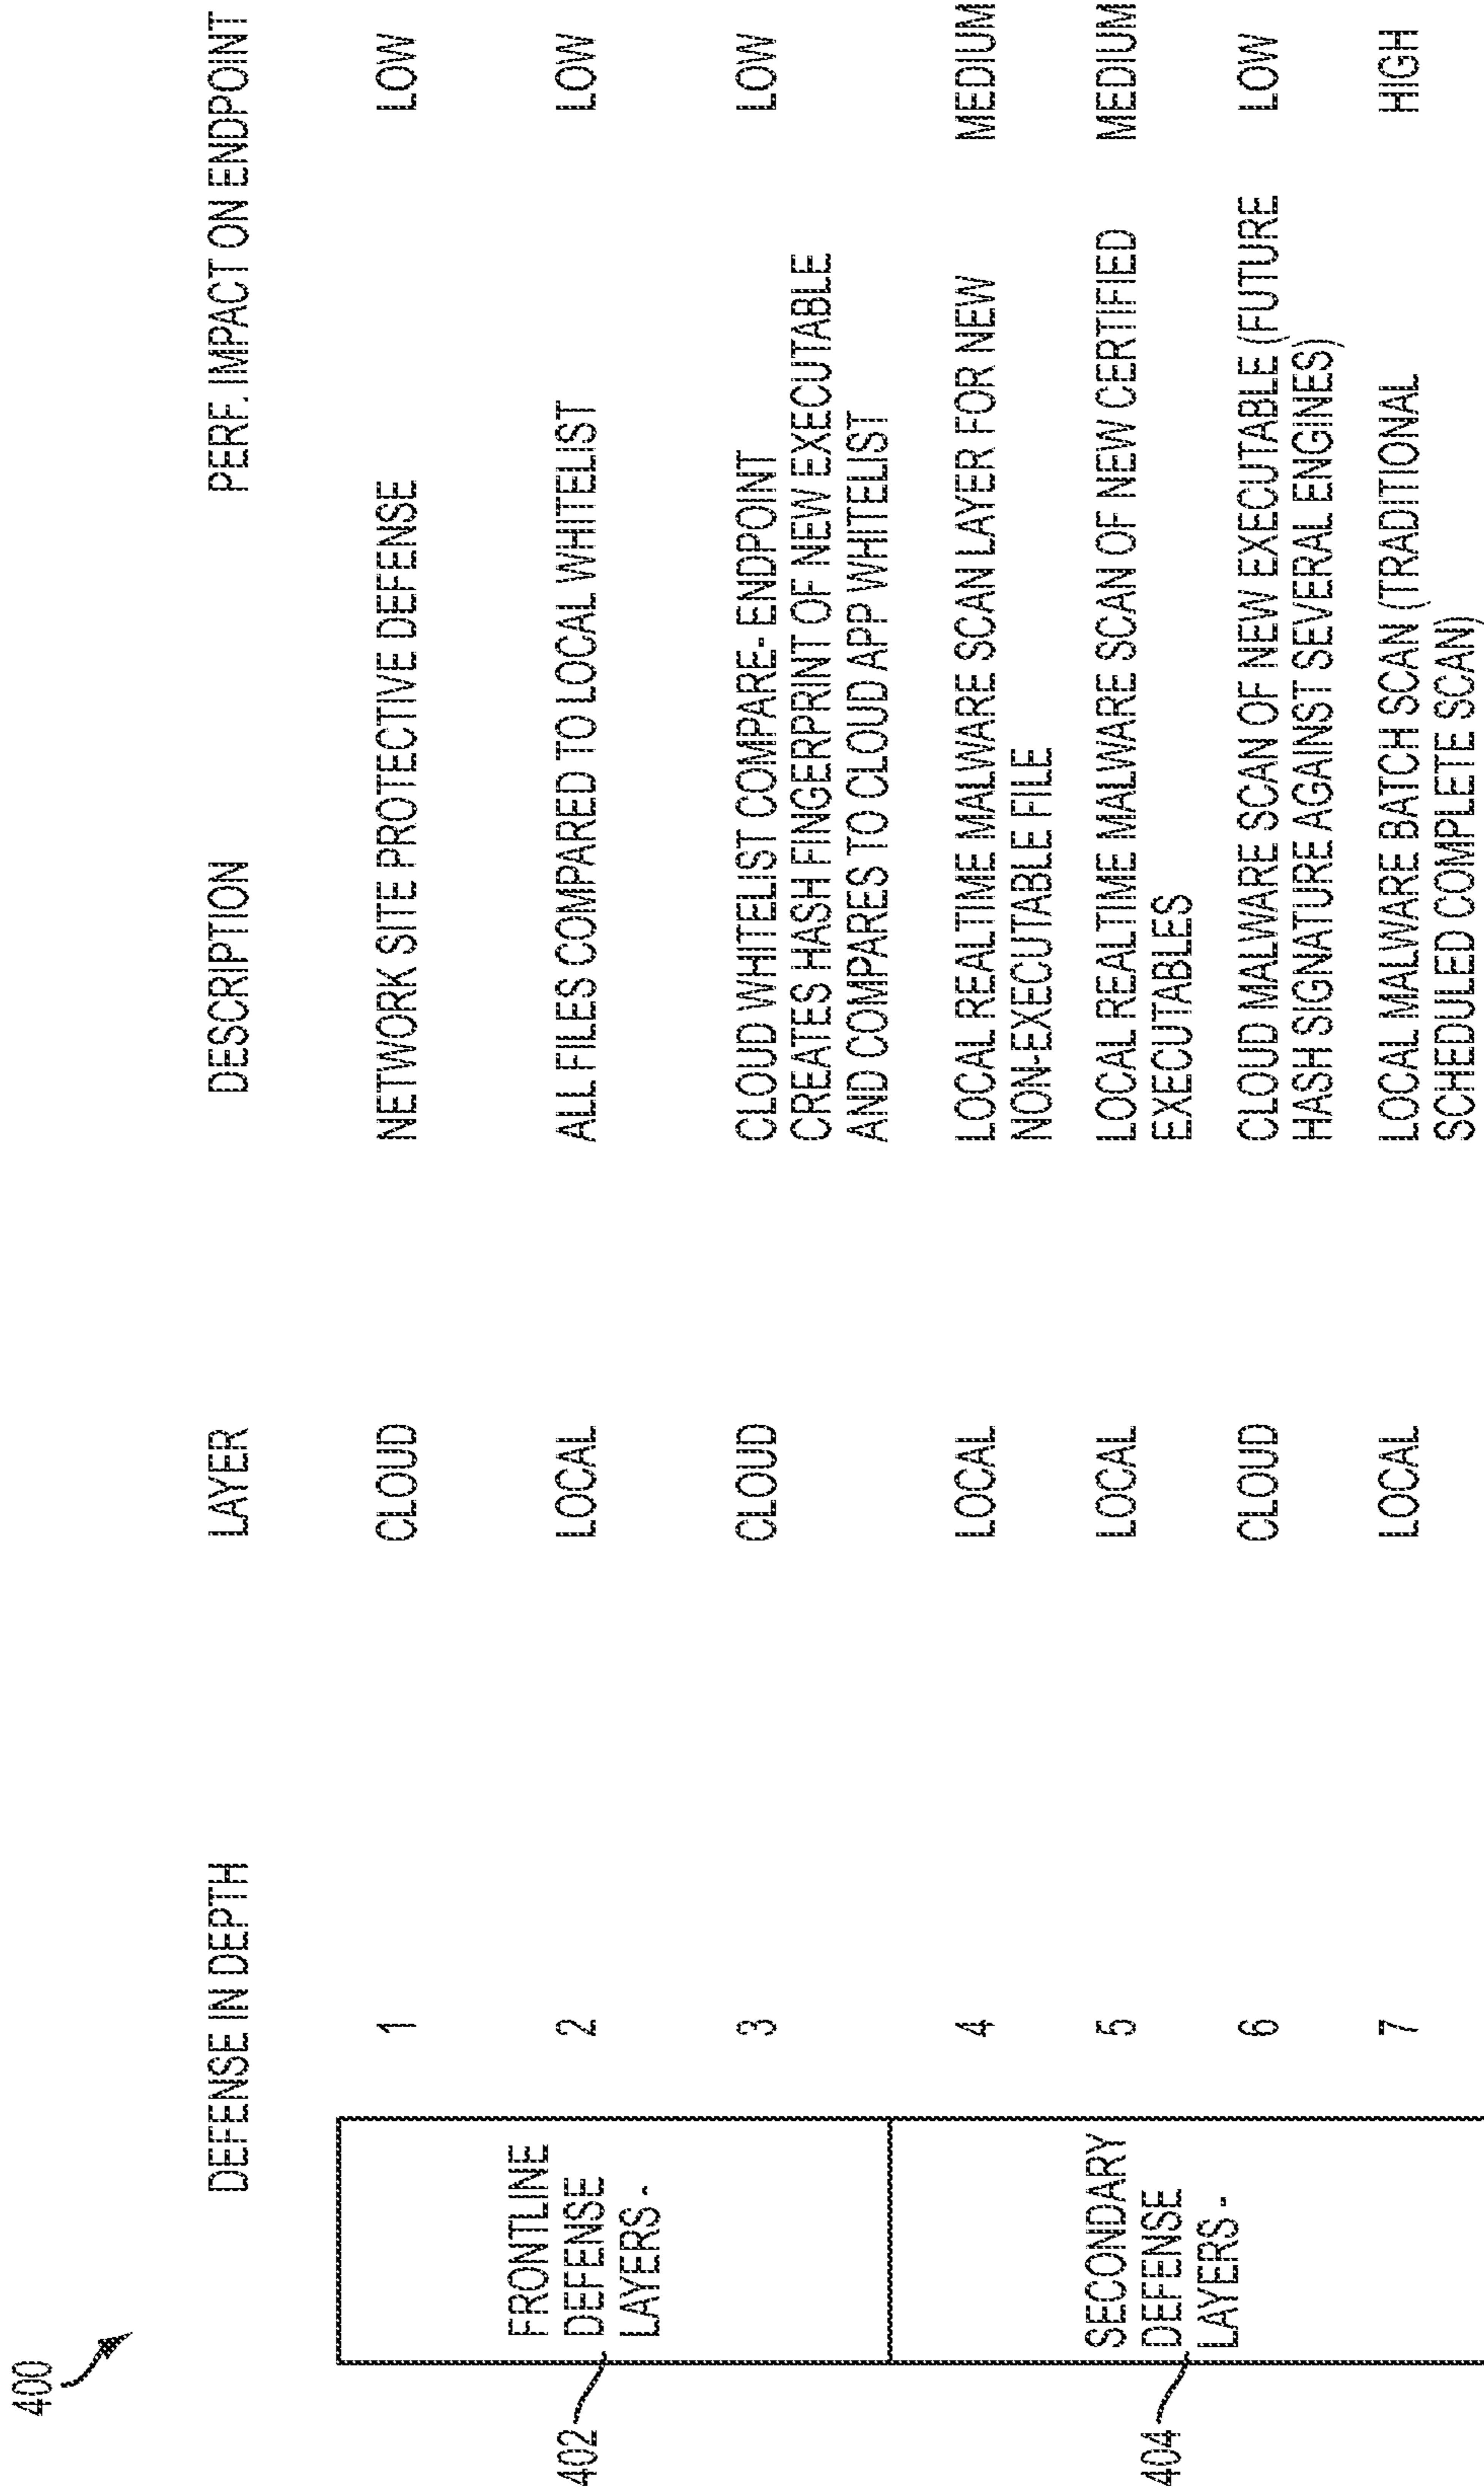 400
DEFENSE IN DEPTH LAYER DESCRIPTION PERF. IMPACT ON ENDPOINT
402
FRONTLINE
DEFENSE
LAYERS -
1 CLOUD NETWORK SITE PROTECTIVE DEFENSE LOW
2 LOCAL ALL FILES COMPARED TO LOCAL WHITELIST LOW
3 CLOUD CLOUD WHITELIST COMPARE- ENDPOINT LOW
CREATES HASH FINGERPRINT OF NEW EXECUTABLE
AND COMPARES TO CLOUD APP WHITELIST
404
SECONDARY
DEFENSE
LAYERS -
4 LOCAL LOCAL REALTIME MALWARE SCAN LAYER FOR NEW MEDIUM
NON-EXECUTABLE FILE
5 LOCAL LOCAL REALTIME MALWARE SCAN OF NEW CERTIFIED MEDIUM
EXECUTABLES
6 CLOUD CLOUD MALWARE SCAN OF NEW EXECUTABLE (FUTURE LOW
HASH SIGNATURE AGAINST SEVERAL ENGINES)
7 LOCAL LOCAL MALWARE BATCH SCAN (TRADITIONAL HIGH
SCHEDULED COMPLETE SCAN)